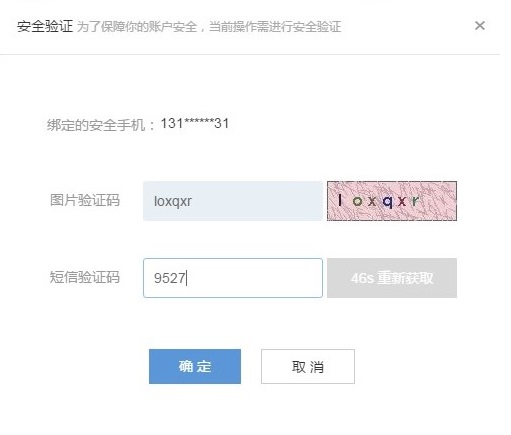 安全验证 为了保障你的账户安全，当前操作需进行安全验证 ×
绑定的安全手机：131******31
图片验证码 loxqxr loxqxr
短信验证码 9527 46s 重新获取
确定 取消